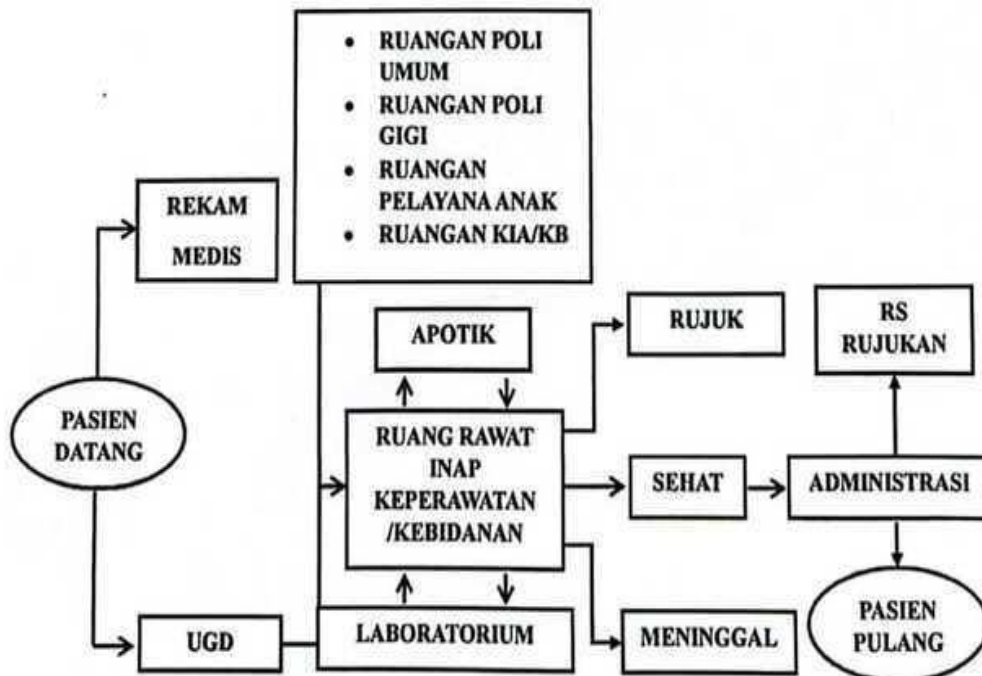 • RUANGAN POLI
UMUM
• RUANGAN POLI
GIGI
• RUANGAN
PELAYANA ANAK
• RUANGAN KIA/KB
REKAM
MEDIS
APOTIK
RUJUK
RS
RUJUKAN
PASIEN
DATANG
RUANG RAWAT
INAP
KEPERAWATAN
/KEBIDANAN
SEHAT
ADMINISTRASI
UGD
LABORATORIUM
MENINGGAL
PASIEN
PULANG